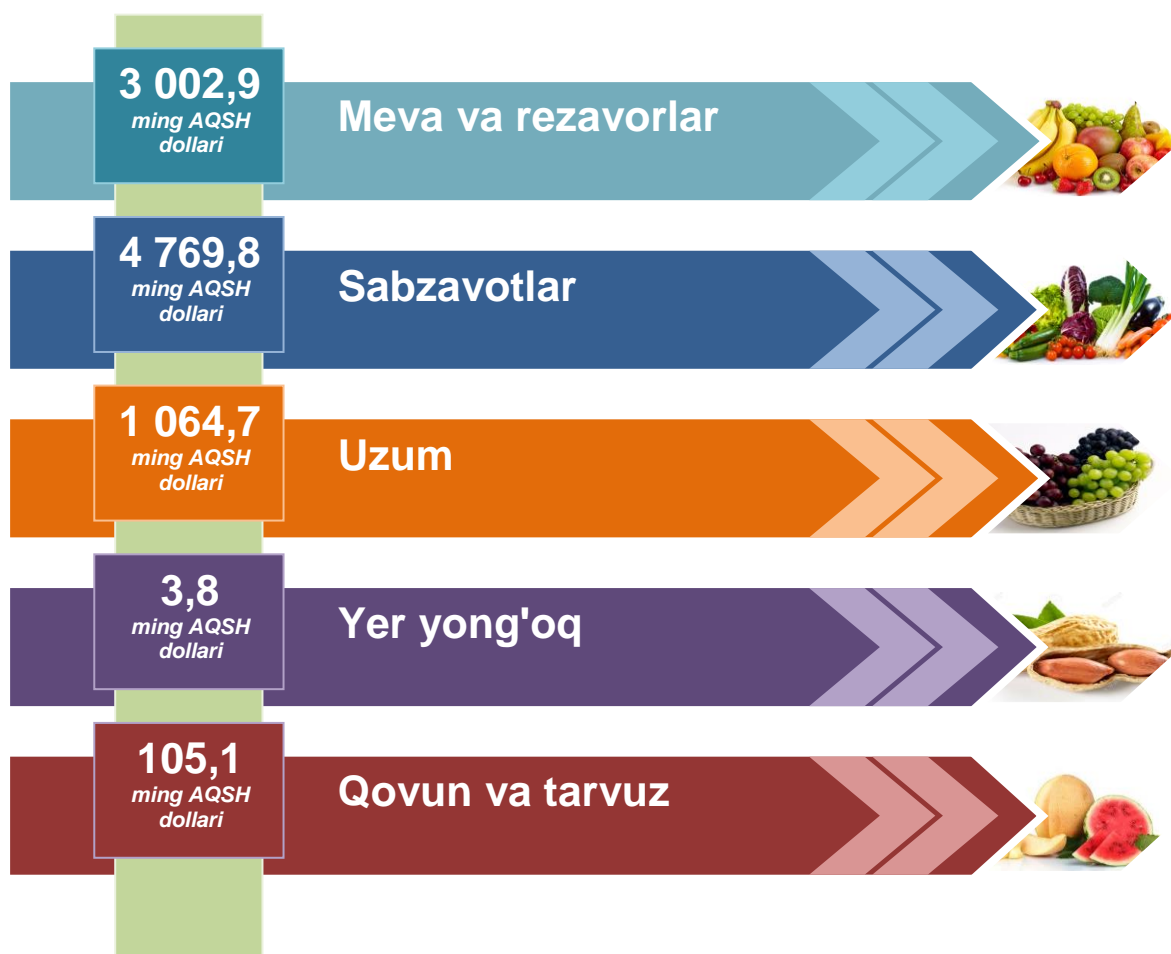 3 002,9
ming AQSH
dollari
Meva va rezavorlar
4 769,8
ming AQSH
dollari
Sabzavotlar
1 064,7
ming AQSH
dollari
Uzum
3,8
ming AQSH
dollari
Yer yong'oq
105,1
ming AQSH
dollari
Qovun va tarvuz